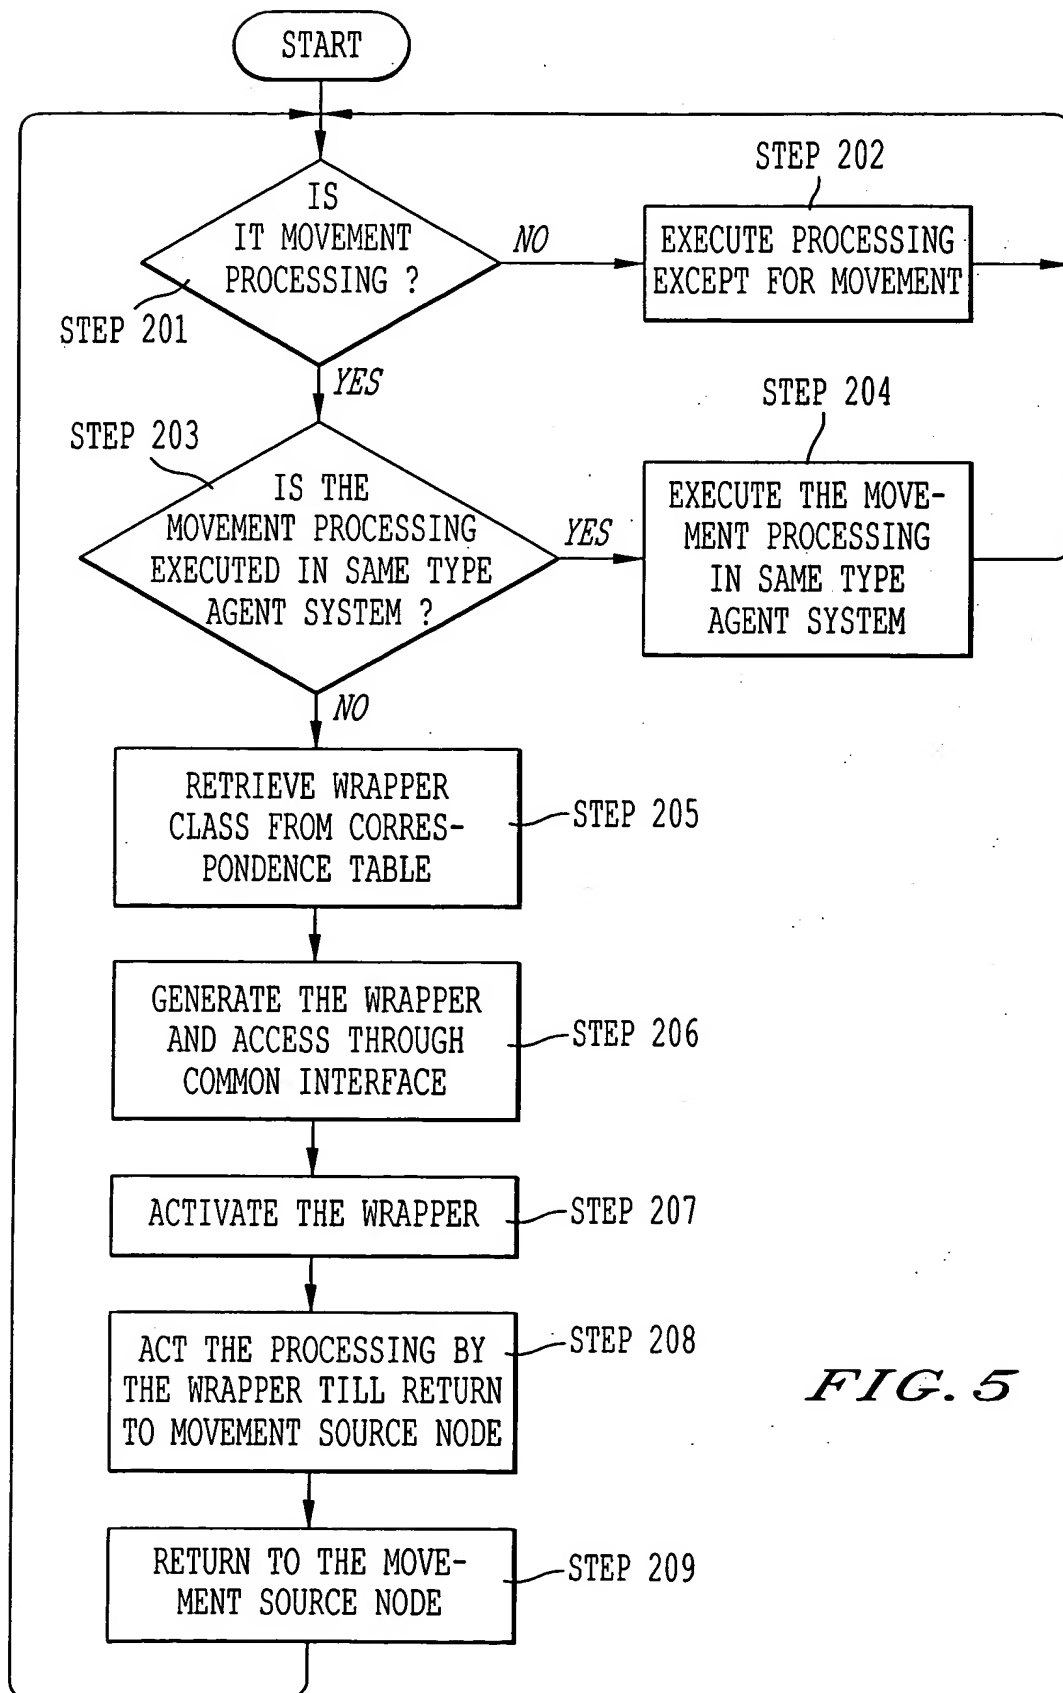 START
STEP 202
IS
IT MOVEMENT
PROCESSING ?
NO
EXECUTE PROCESSING
EXCEPT FOR MOVEMENT
STEP 201
YES
STEP 204
STEP 203
IS THE
MOVEMENT PROCESSING
EXECUTED IN SAME TYPE
AGENT SYSTEM ?
YES
EXECUTE THE MOVE-
MENT PROCESSING
IN SAME TYPE
AGENT SYSTEM
NO
RETRIEVE WRAPPER
CLASS FROM CORRES-
PONDENCE TABLE
STEP 205
GENERATE THE WRAPPER
AND ACCESS THROUGH
COMMON INTERFACE
STEP 206
ACTIVATE THE WRAPPER
STEP 207
ACT THE PROCESSING BY
THE WRAPPER TILL RETURN
TO MOVEMENT SOURCE NODE
STEP 208
FIG. 5
RETURN TO THE MOVE-
MENT SOURCE NODE
STEP 209